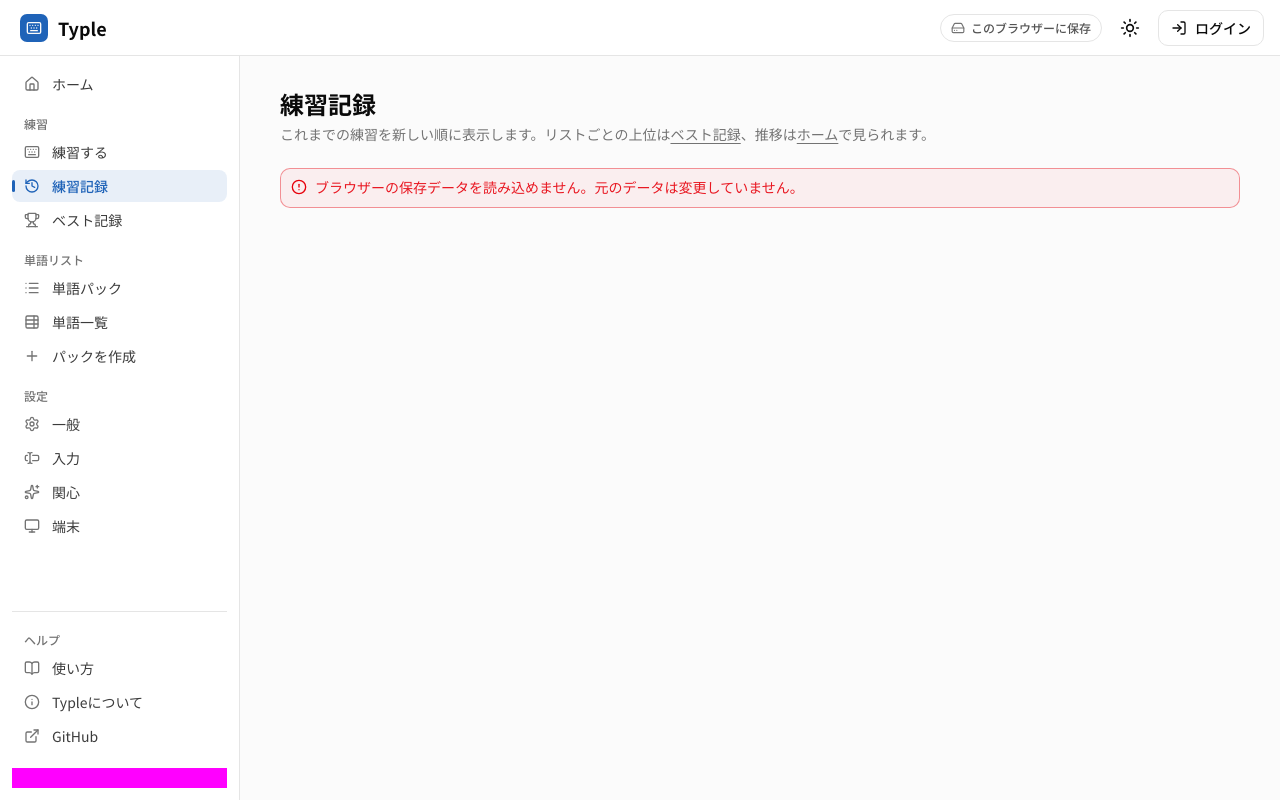 Typle
このブラウザーに保存
ログイン
ホーム
練習
練習する
練習記録
ベスト記録
単語リスト
単語パック
単語一覧
パックを作成
設定
一般
入力
関心
端末
ヘルプ
使い方
Typleについて
GitHub
練習記録
これまでの練習を新しい順に表示します。リストごとの上位はベスト記録、推移はホームで見られます。
ブラウザーの保存データを読み込めません。元のデータは変更していません。